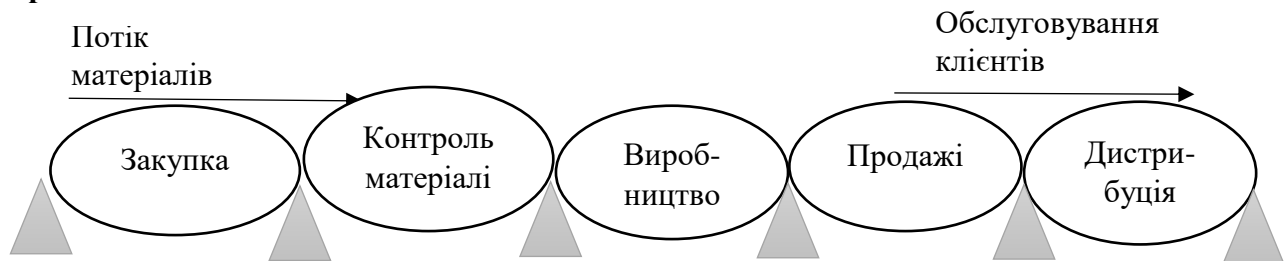 Потік
матеріалів
Обслуговування
клієнтів
Закупка
Контроль
матеріалі
Вироб-
ництво
Продажі
Дистри-
буція